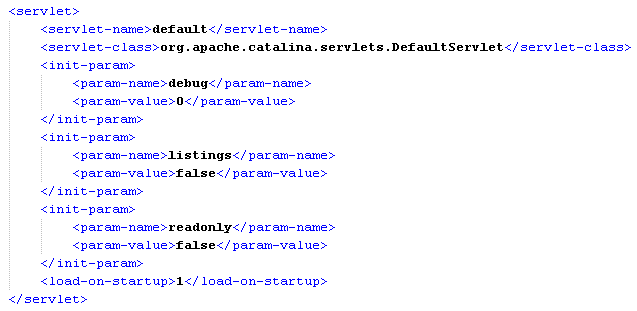 <servlet>
<servlet-name>default</servlet-name>
<servlet-class>org.apache.catalina.servlets.DefaultServlet</servlet-class>
<init-param>
<param-name>debug</param-name>
<param-value>0</param-value>
</init-param>
<init-param>
<param-name>listings</param-name>
<param-value>false</param-value>
</init-param>
<init-param>
<param-name>readonly</param-name>
<param-value>false</param-value>
</init-param>
<load-on-startup>1</load-on-startup>
</servlet>